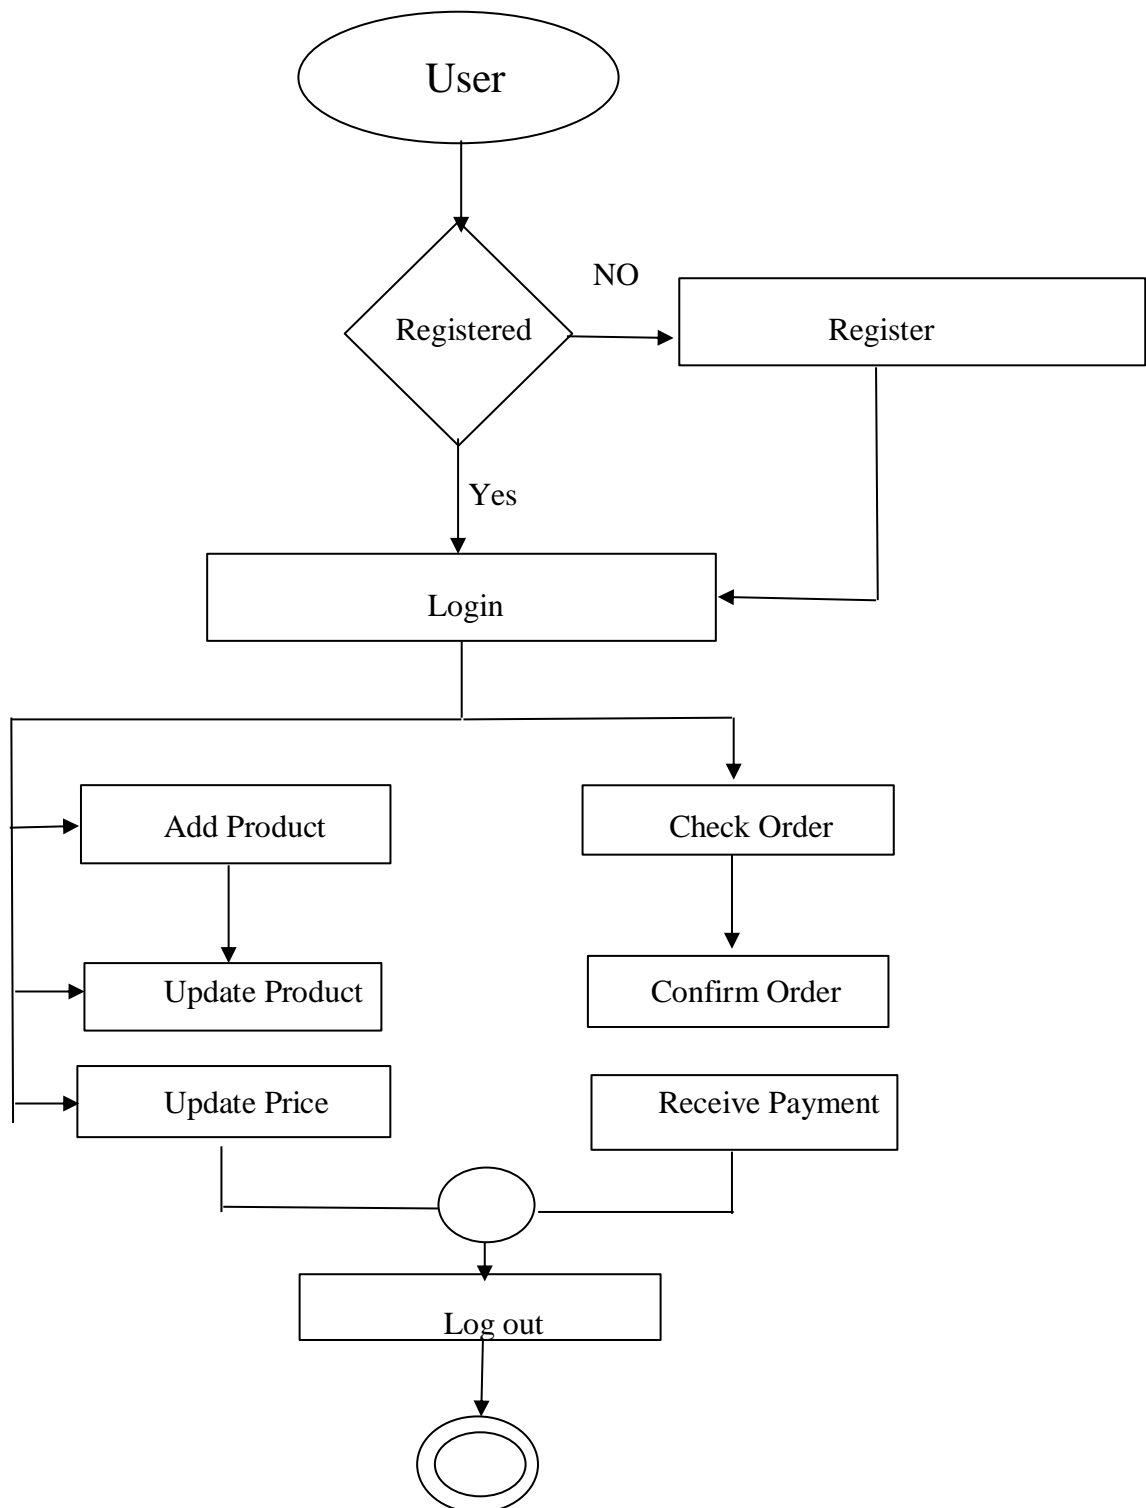 User
NO
Registered
Register
Yes
Login
Add Product
Check Order
Update Product
Confirm Order
Update Price
Receive Payment
Log out